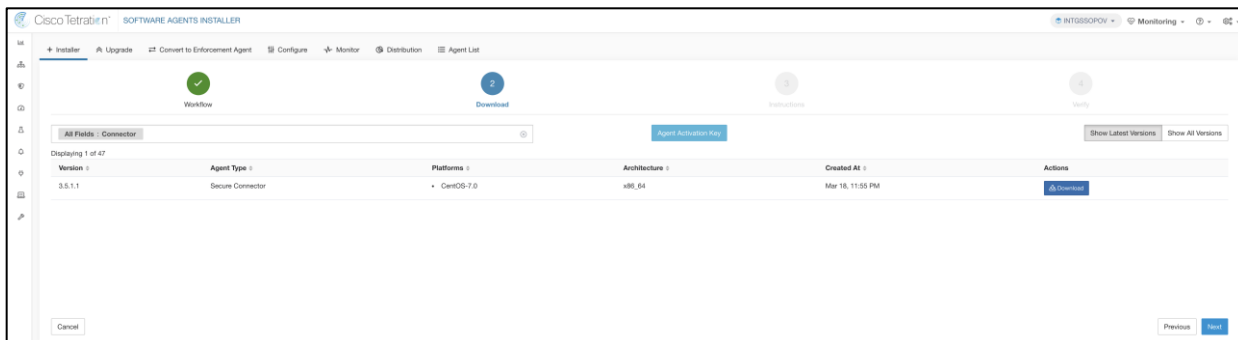 Cisco Tetration SOFTWARE AGENTS INSTALLER INTGSSOPOV Monitoring
+ Installer Upgrade Convert to Enforcement Agent Configure Monitor Distribution Agent List
2 3 4
Workflow Download Instructions Verify
All Fields : Connector Agent Activation Key Show Latest Versions Show All Versions
Displaying 1 of 47
Version Agent Type Platforms Architecture Created At Actions
3.5.1.1 Secure Connector • CentOS-7.0 x86_64 Mar 18, 11:55 PM Download
Cancel Previous Next